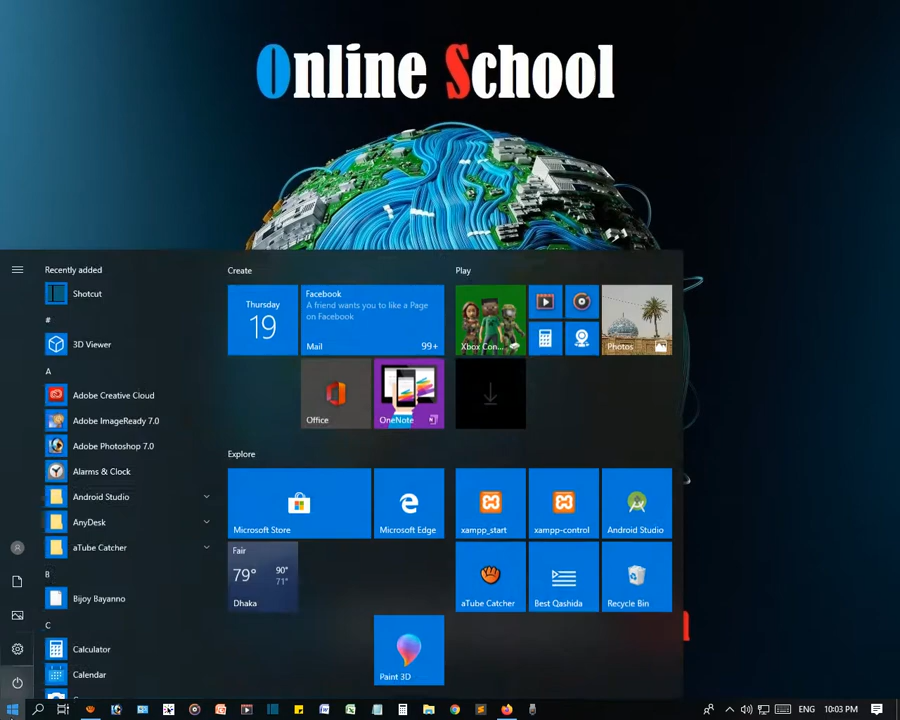 Online School
Recently added
Shotcut
#
3D Viewer
A
Adobe Creative Cloud
Adobe ImageReady 7.0
Adobe Photoshop 7.0
Alarms & Clock
Android Studio
AnyDesk
aTube Catcher
B
Bijoy Bayanno
C
Calculator
Calendar
Create
Thursday
19
Facebook
A friend wants you to like a Page
on Facebook
Mail
99+
Office
OneNote
Play
Xbox Con...
Photos
Explore
Microsoft Store
Microsoft Edge
Fair
79°
90°
71°
Dhaka
Paint 3D
xampp_start
xampp-control
Android Studio
aTube Catcher
Best Qashida
Recycle Bin
ENG
10:03 PM